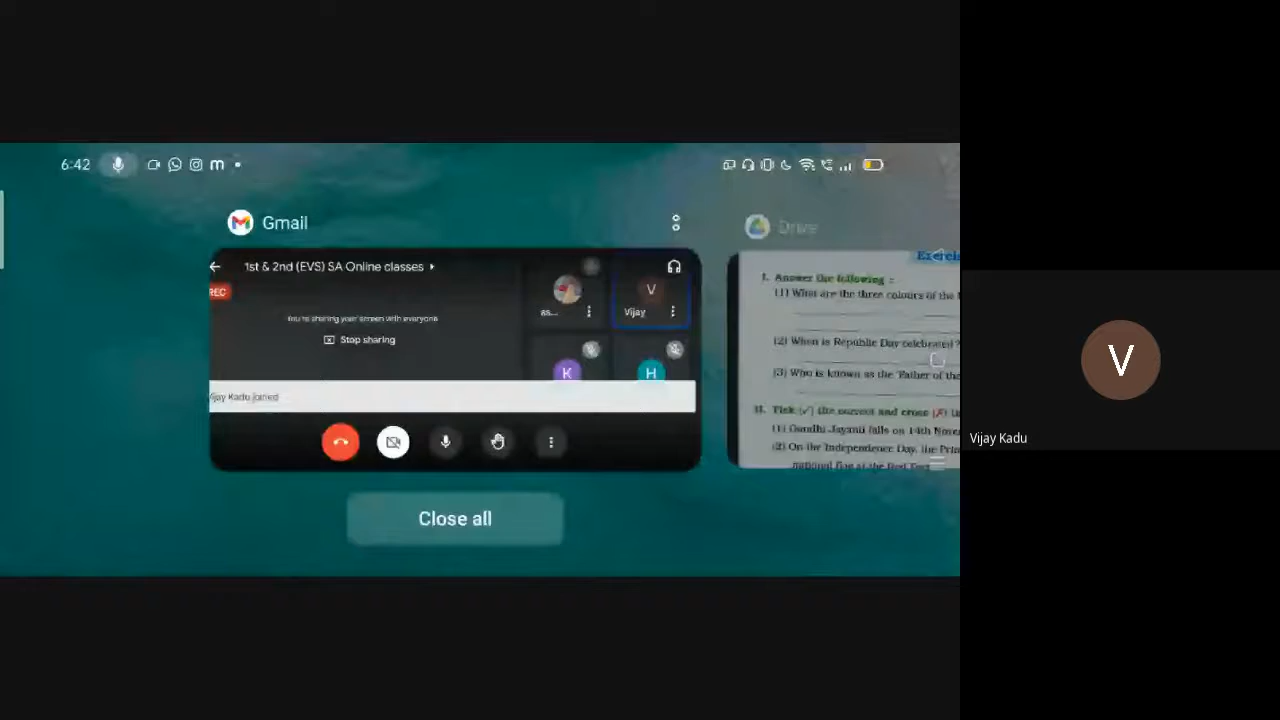 6:42
Gmail
Drive
1st & 2nd (EVS) SA Online classes
REC
You're sharing your screen with everyone
Stop sharing
as...
V
Vijay
K
H
Vijay Kadu joined
Close all
Exercis
I. Answer the following :
(1) What are the three colours of the
(2) When is Republic Day celebrated ?
(3) Who is known as the 'Father of the
II. Tick (✓) the correct and cross (✗)
(1) Gandhi Jayanti falls on 14th Nove
(2) On the Independence Day, the Prim
national flag at the Red Fort
V
Vijay Kadu